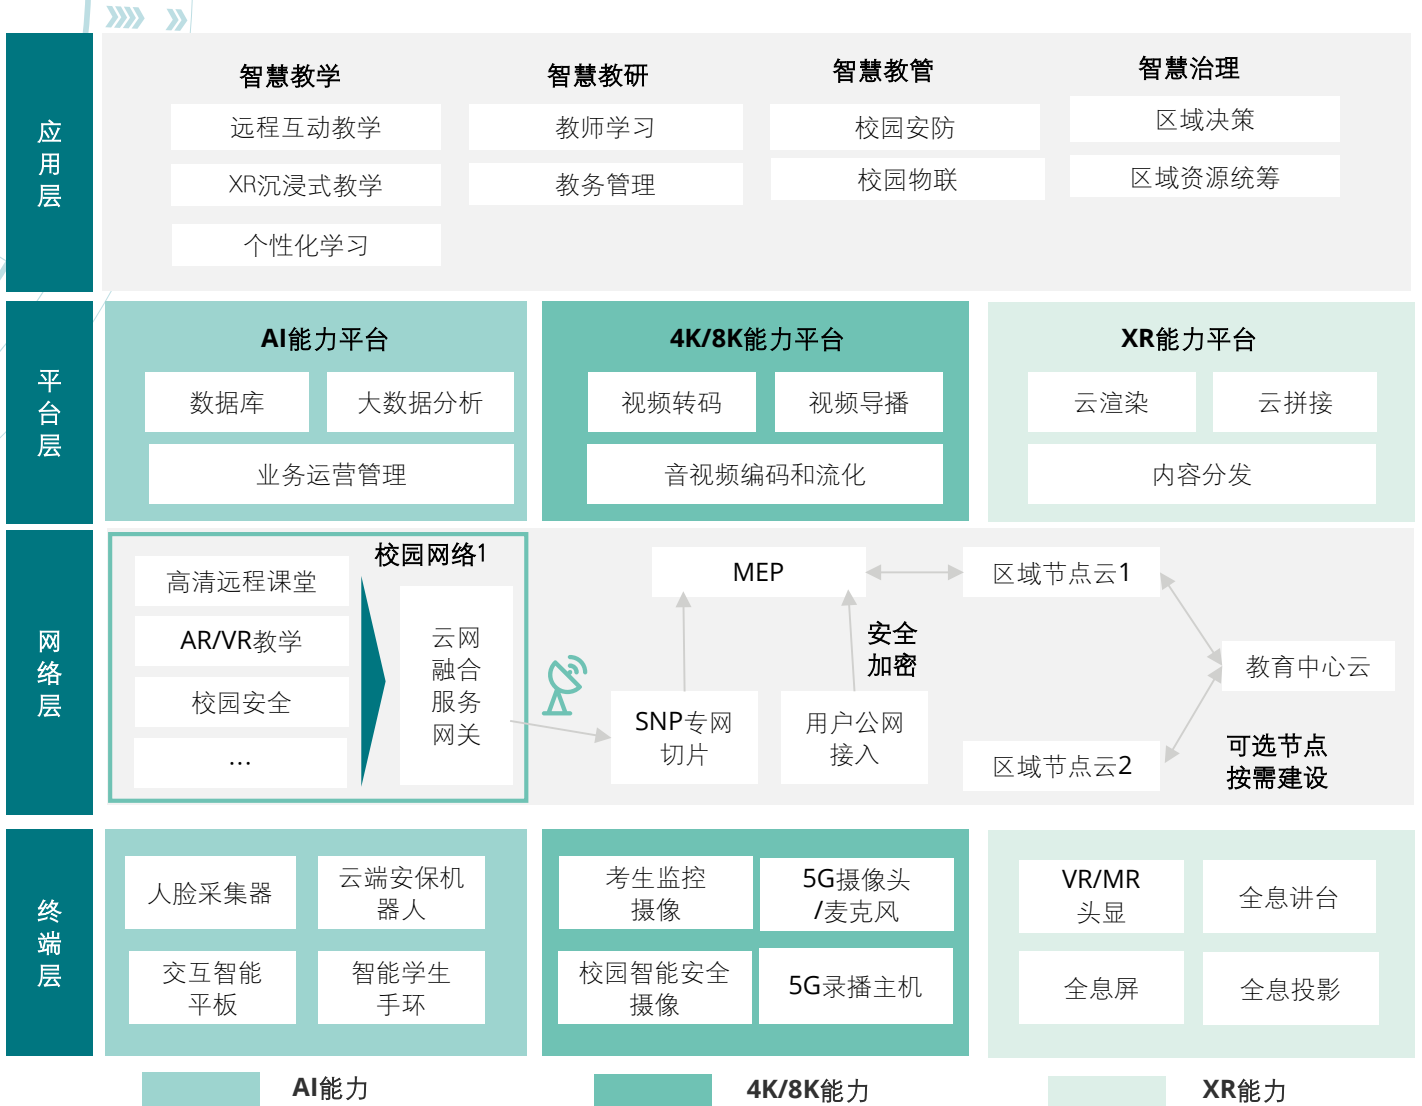 应用层
智慧教学
远程互动教学
XR沉浸式教学
个性化学习
智慧教研
教师学习
教务管理
智慧教管
校园安防
校园物联
智慧治理
区域决策
区域资源统筹
平台层
AI能力平台
数据库
大数据分析
业务运营管理
4K/8K能力平台
视频转码
视频导播
音视频编码和流化
XR能力平台
云渲染
云拼接
内容分发
网络层
校园网络1
高清远程课堂
AR/VR教学
校园安全
…
云网
融合
服务
网关
MEP
SNP专网
切片
用户公网
接入
安全
加密
区域节点云1
区域节点云2
教育中心云
可选节点
按需建设
终端层
人脸采集器
云端安保机
器人
交互智能
平板
智能学生
手环
考生监控
摄像
5G摄像头
/麦克风
校园智能安全
摄像
5G录播主机
VR/MR
头显
全息讲台
全息屏
全息投影
AI能力
4K/8K能力
XR能力